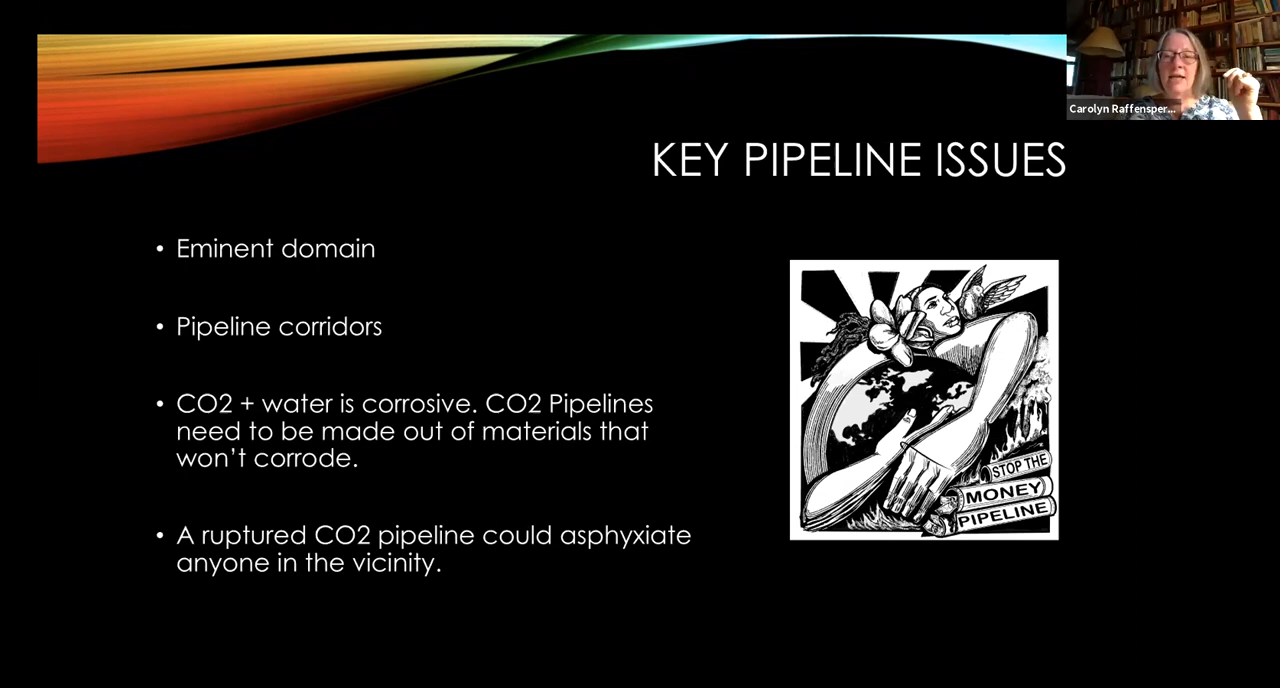 Carolyn Raffensper...
KEY PIPELINE ISSUES
• Eminent domain
• Pipeline corridors
• CO2 + water is corrosive. CO2 Pipelines
need to be made out of materials that
won’t corrode.
• A ruptured CO2 pipeline could asphyxiate
anyone in the vicinity.
STOP THE
MONEY
PIPELINE